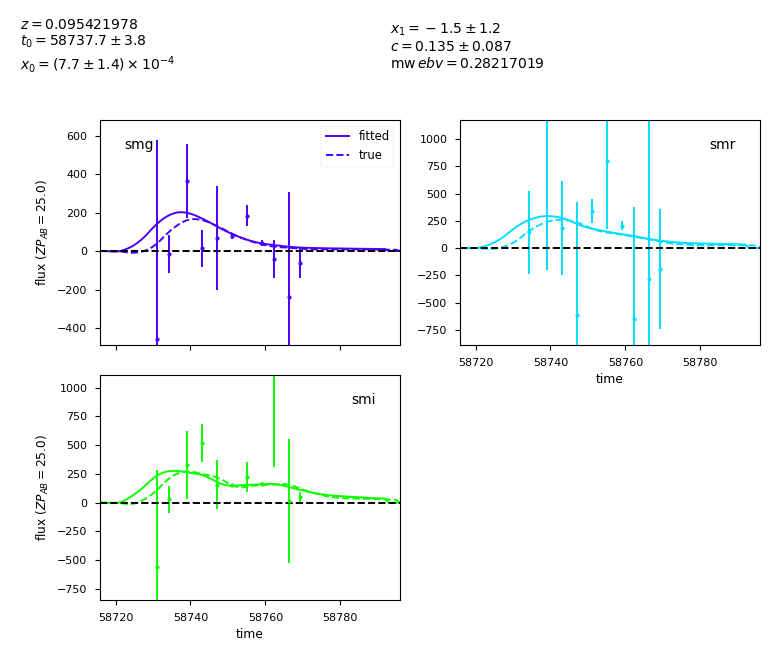 z = 0.095421978
t₀ = 58737.7 ± 3.8
x₀ = (7.7 ± 1.4) × 10⁻⁴
x₁ = −1.5 ± 1.2
c = 0.135 ± 0.087
mw ebv = 0.28217019
smg
fitted
true
600
400
200
0
−200
−400
flux (ZP_AB = 25.0)
smr
1000
750
500
250
0
−250
−500
−750
58720 58740 58760 58780
time
smi
1000
750
500
250
0
−250
−500
−750
flux (ZP_AB = 25.0)
58720 58740 58760 58780
time